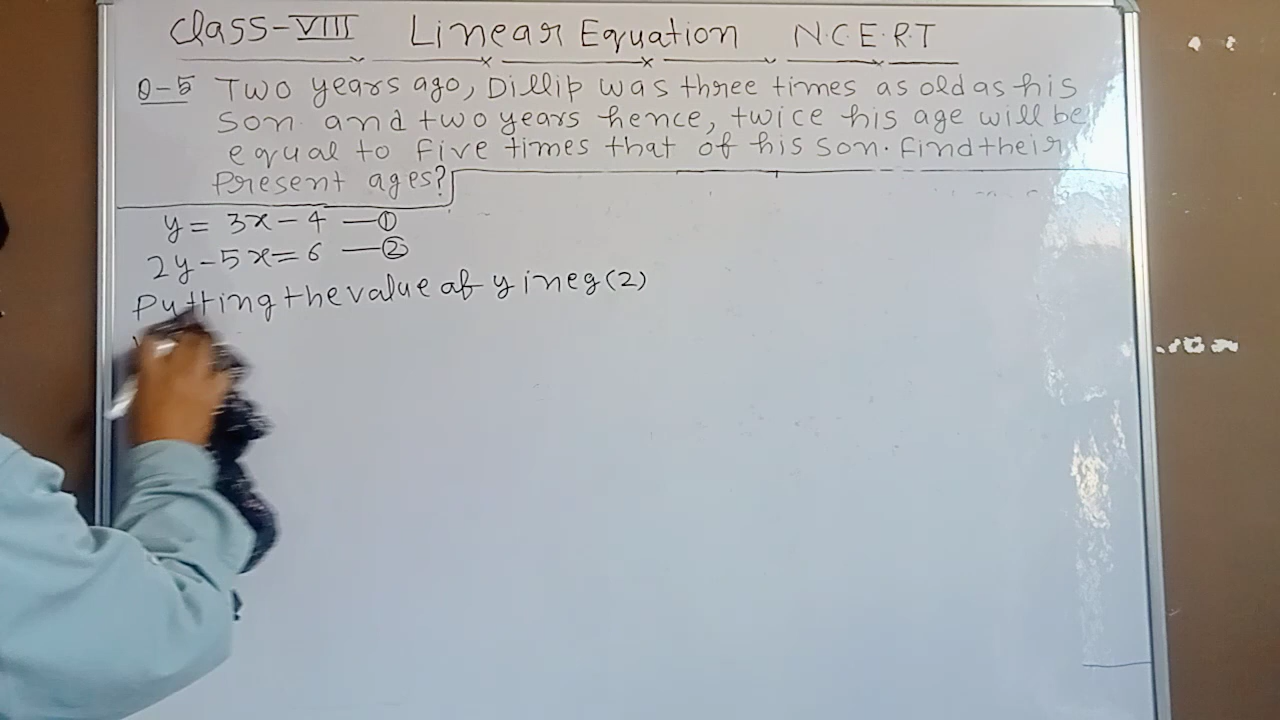 Class-VIII Linear Equation N.C.E.R.T
Q-5 Two years ago, Dillip was three times as old as his
son and two years hence, twice his age will be
equal to five times that of his son. Find their
Present ages?
y = 3x - 4 —①
2y - 5x = 6 —②
Putting the value of y in eq (2)